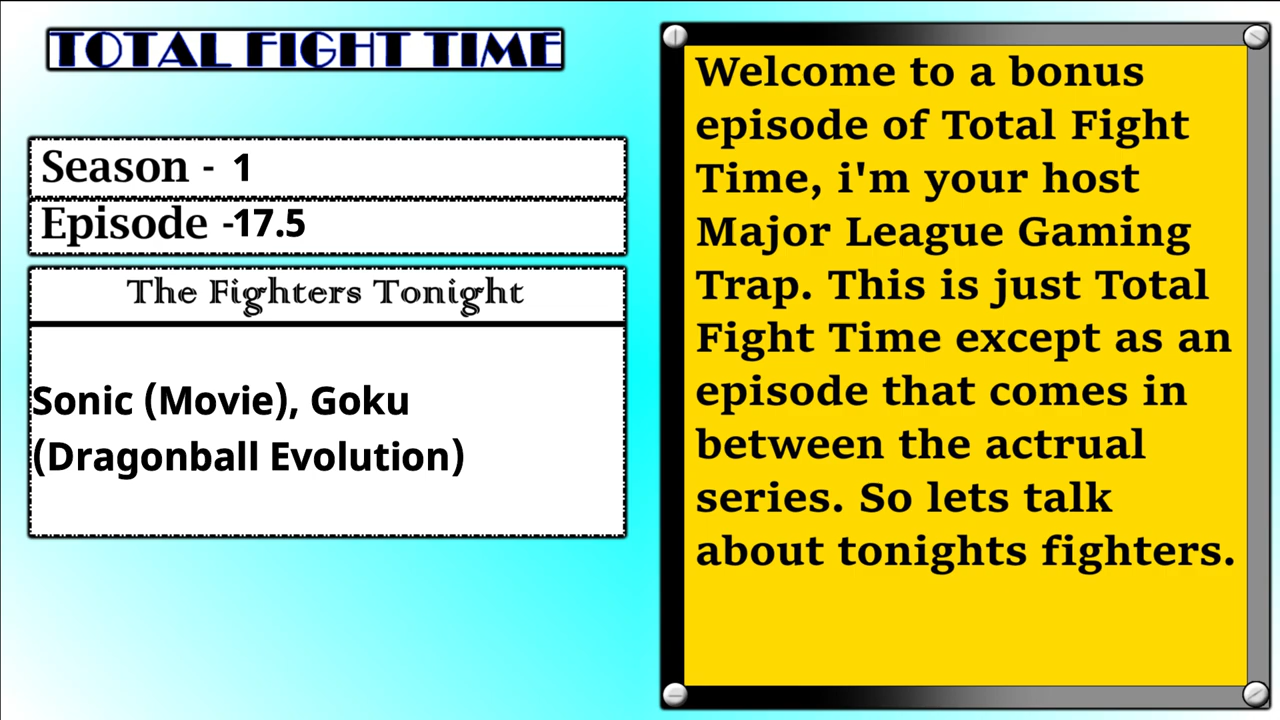 TOTAL FIGHT TIME
Season - 1
Episode -17.5
The Fighters Tonight
Sonic (Movie), Goku
(Dragonball Evolution)
Welcome to a bonus
episode of Total Fight
Time, i'm your host
Major League Gaming
Trap. This is just Total
Fight Time except as an
episode that comes in
between the actrual
series. So lets talk
about tonights fighters.